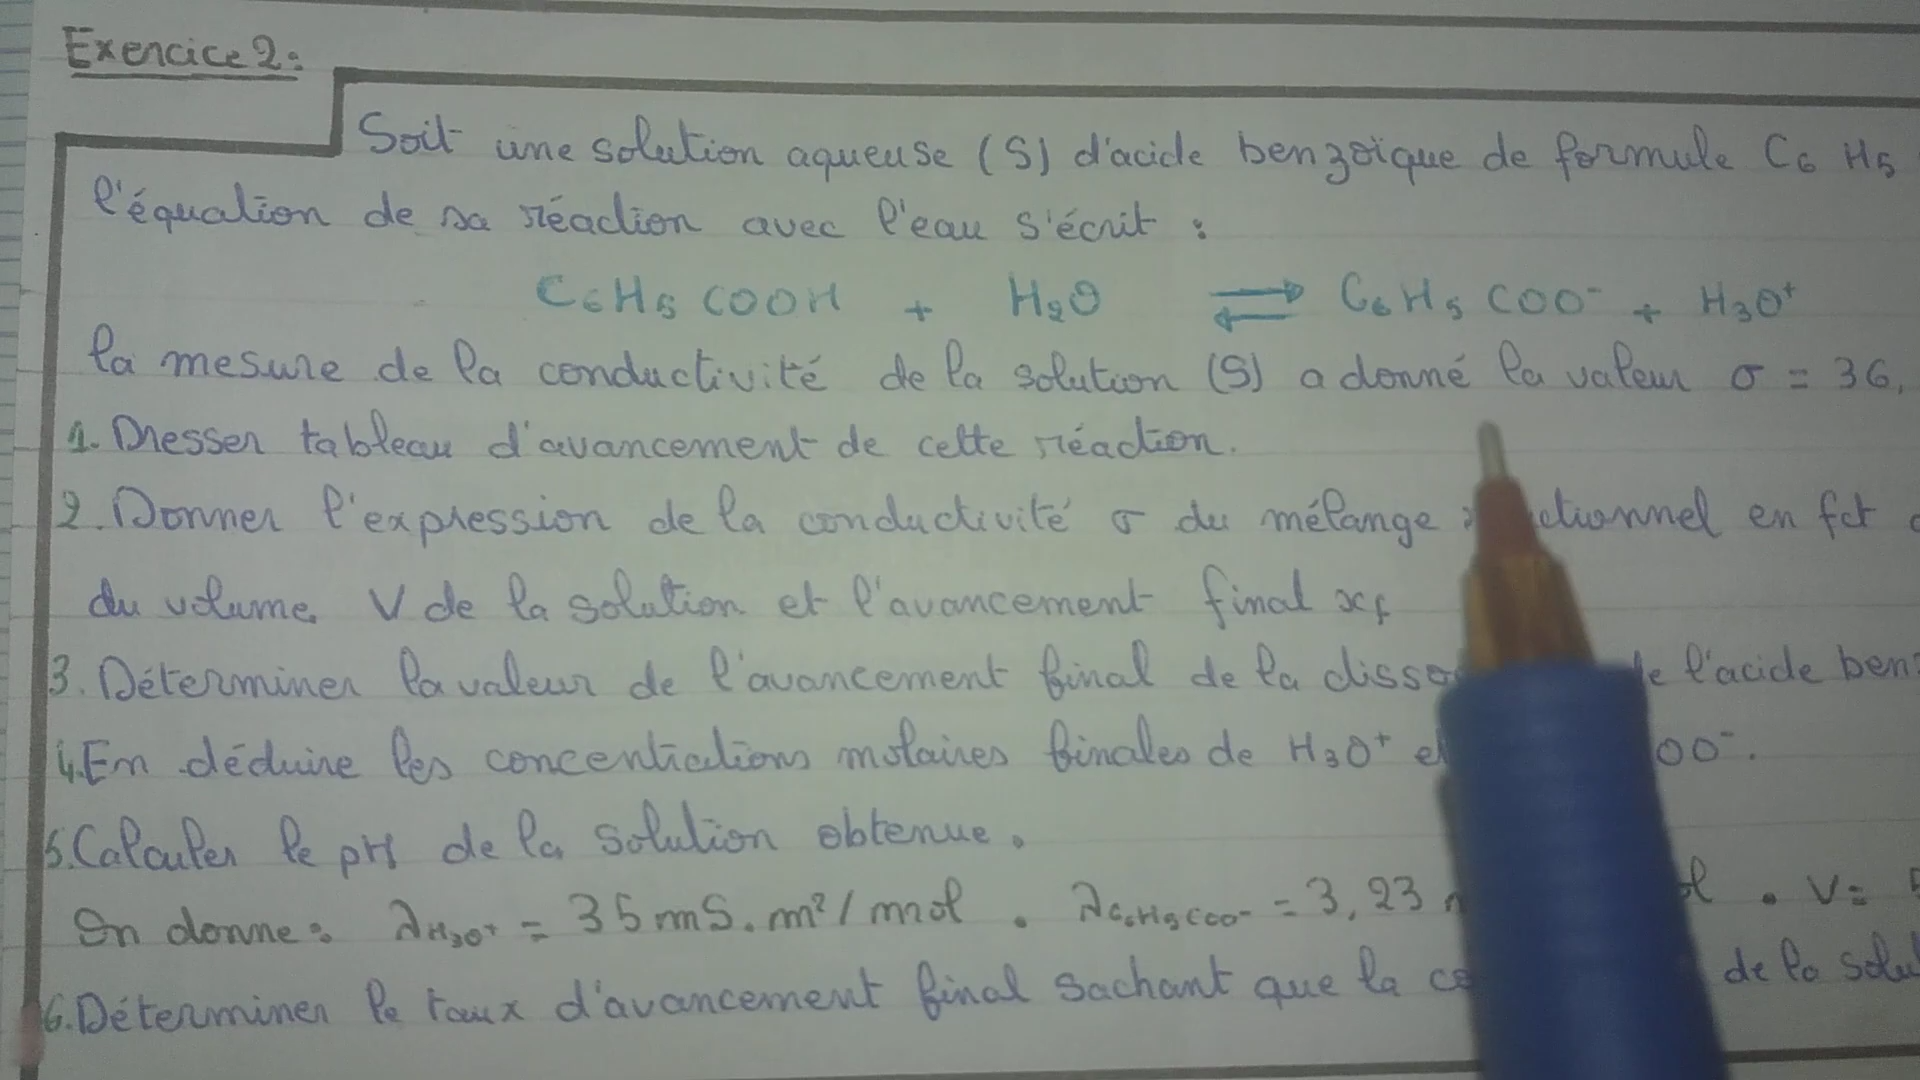 Exercice 2:
Soit une solution aqueuse (S) d'acide benzoïque de formule C6 H5
l'équation de sa réaction avec l'eau s'écrit :
C6H5 COOH + H2O ⇌ C6H5 COO- + H3O+
la mesure de la conductivité de la solution (S) a donné la valeur σ = 36,
1. Dresser tableau d'avancement de cette réaction.
2. Donner l'expression de la conductivité σ du mélange ctionnel en fct
du volume V de la solution et l'avancement final xf
3. Déterminer la valeur de l'avancement final de la disso e l'acide ben
4. En déduire les concentrations molaires finales de H3O+ e OO-.
5. Calculer le pH de la solution obtenue.
On donne: λH3O+ = 35 mS.m²/mol . λC6H5COO- = 3,23 ol . V=
6. Déterminer le taux d'avancement final sachant que la c de la solu